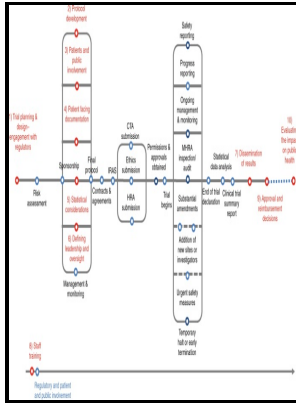 2) Protocol
development
3) Patients and
public
involvement
4) Patient facing
documentation
1) Trial planning &
design-
engagement with
regulators
Sponsorship
Risk
assessment
5) Statistical
considerations
6) Defining
leadership and
oversight
Management &
monitoring
Final
protocol
Contracts &
agreements
IRAS
CTA
submission
Ethics
submission
HRA
submission
Permissions &
approvals
obtained
Trial
begins
Safety
reporting
Progress
reporting
Ongoing
management
& monitoring
MHRA
inspection/
audit
Substantial
amendments
Addition of
new sites or
investigators
Urgent safety
measures
Temporary
halt or early
termination
End of trial
declaration
Statistical
data analysis
Clinical trial
summary
report
7) Dissemination
of results
9) Approval and
reimbursement
decisions
10)
Evaluating
the impact
on public
health
8) Staff
training
Regulatory and patient
and public involvement